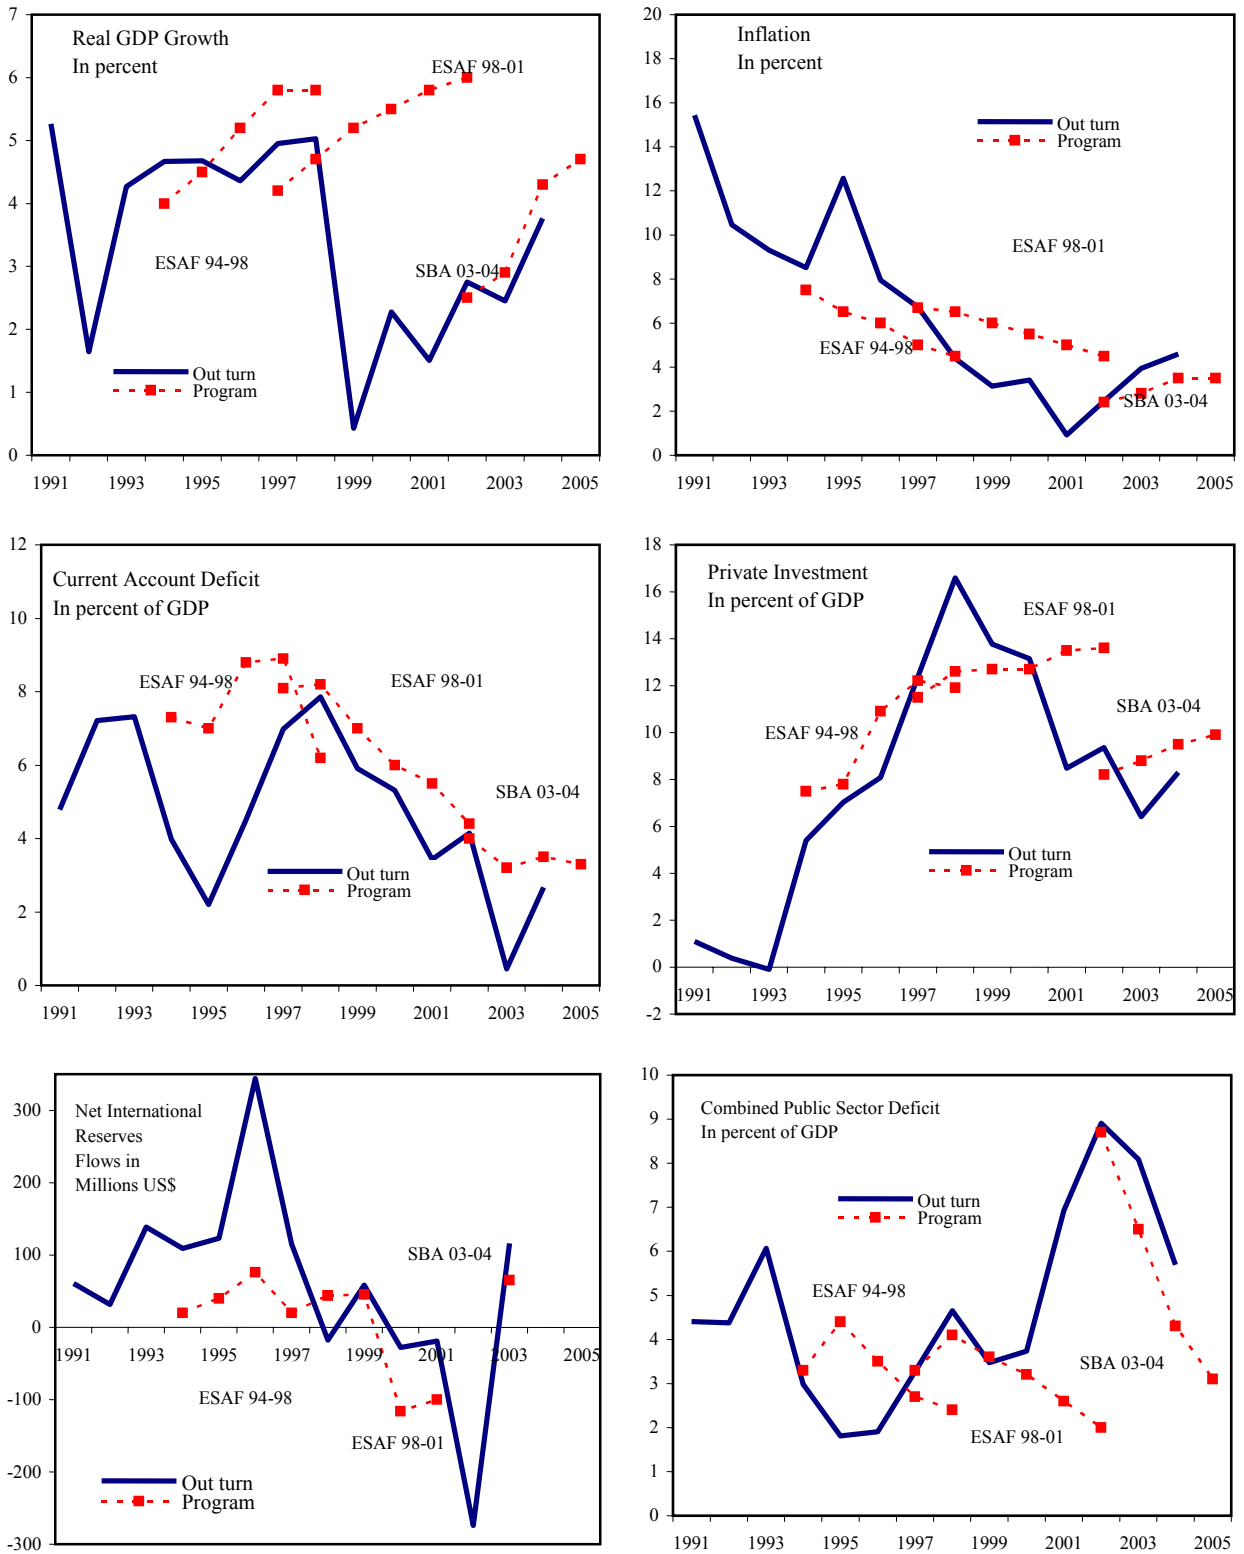 Real GDP Growth
In percent
7
6
5
4
3
2
1
0
ESAF 98-01
ESAF 94-98
SBA 03-04
Out turn
Program
1991 1993 1995 1997 1999 2001 2003 2005
Inflation
In percent
20
18
16
14
12
10
8
6
4
2
0
Out turn
Program
ESAF 98-01
ESAF 94-98
SBA 03-04
1991 1993 1995 1997 1999 2001 2003 2005
Current Account Deficit
In percent of GDP
12
10
8
6
4
2
0
ESAF 94-98
ESAF 98-01
SBA 03-04
Out turn
Program
1991 1993 1995 1997 1999 2001 2003 2005
Private Investment
In percent of GDP
18
16
14
12
10
8
6
4
2
0
-2
ESAF 98-01
SBA 03-04
ESAF 94-98
Out turn
Program
1991 1993 1995 1997 1999 2001 2003 2005
Net International
Reserves
Flows in
Millions US$
300
200
100
0
-100
-200
-300
SBA 03-04
1991 1993 1995 1997 1999 2001 2003 2005
ESAF 94-98
ESAF 98-01
Out turn
Program
Combined Public Sector Deficit
In percent of GDP
10
9
8
7
6
5
4
3
2
1
0
Out turn
Program
ESAF 94-98
SBA 03-04
ESAF 98-01
1991 1993 1995 1997 1999 2001 2003 2005